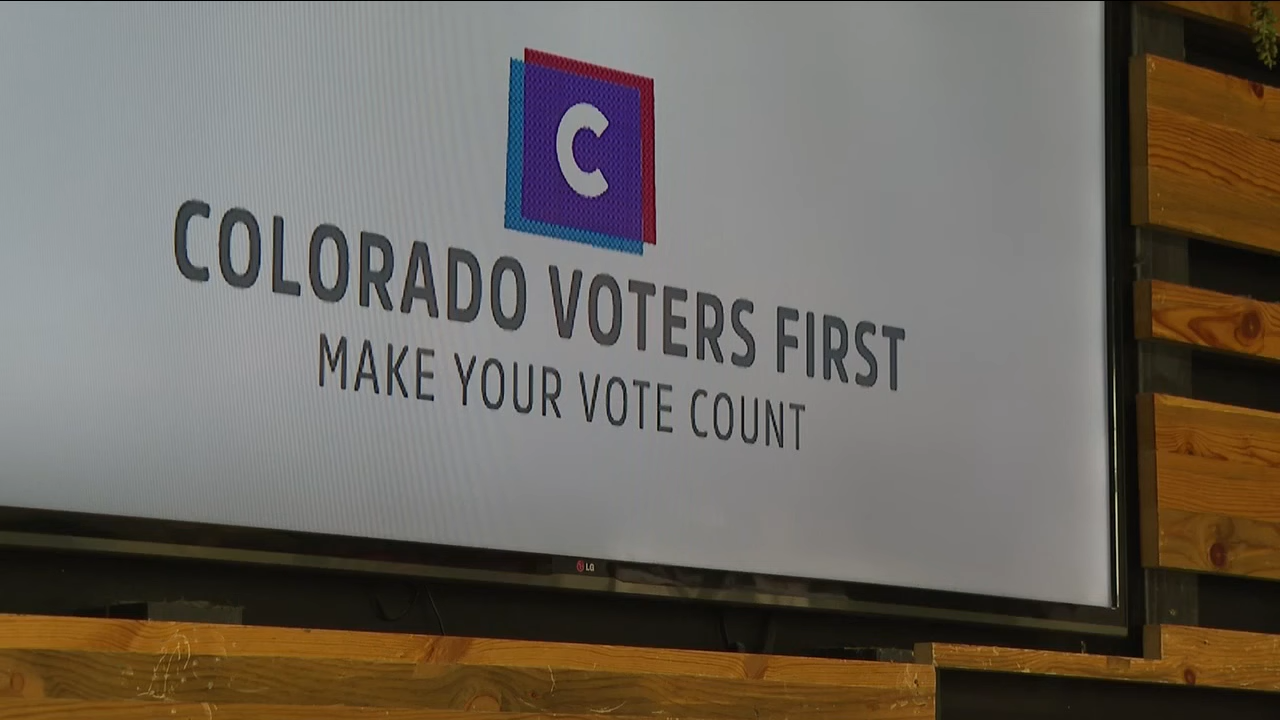 C
COLORADO VOTERS FIRST
MAKE YOUR VOTE COUNT
LG